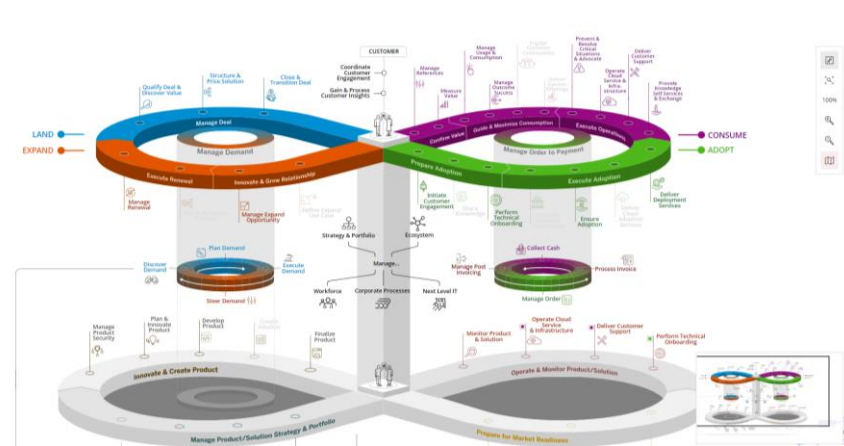 CUSTOMER
Coordinate
Customer
Engagement
Gain & Process
Customer Insights
Qualify Deal &
Discover Value
Structure &
Price Solution
Close &
Transition Deal
Manage
References
Measure
Value
Manage
Usage &
Consumption
Manage
Outcome
Success
Prevent &
Resolve
Critical
Situations
& Advocate
Operate
Cloud
Service &
Infra-
structure
Deliver
Customer
Support
Provide
Knowledge
Self Services
& Exchange
100%
LAND
EXPAND
CONSUME
ADOPT
Manage Deal
Manage Demand
Execute Renewal
Innovate & Grow Relationship
Confirm Value
Guide & Maximize Consumption
Execute Operations
Manage Order to Payment
Prepare Adoption
Execute Adoption
Manage
Renewal
Manage Expand
Opportunity
Initiate
Customer
Engagement
Perform
Technical
Onboarding
Ensure
Adoption
Deliver
Deployment
Services
Strategy & Portfolio
Ecosystem
Manage...
Workforce
Corporate Processes
Next Level IT
Plan Demand
Discover
Demand
Execute
Demand
Steer Demand
Collect Cash
Manage Post
Invoicing
Process Invoice
Manage Order
Manage
Product
Security
Plan &
Innovate
Product
Develop
Product
Finalize
Product
Monitor Product
& Solution
Operate Cloud
Service
& Infrastructure
Deliver Customer
Support
Perform Technical
Onboarding
Innovate & Create Product
Operate & Monitor Product/Solution
Manage Product/Solution Strategy & Portfolio
Prepare for Market Readiness